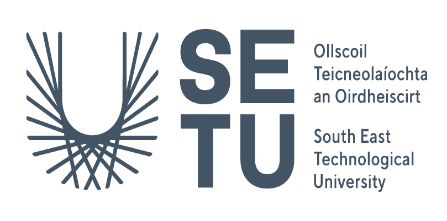 SE
TU
Ollscoil
Teicneolaíochta
an Oirdheiscirt
South East
Technological
University